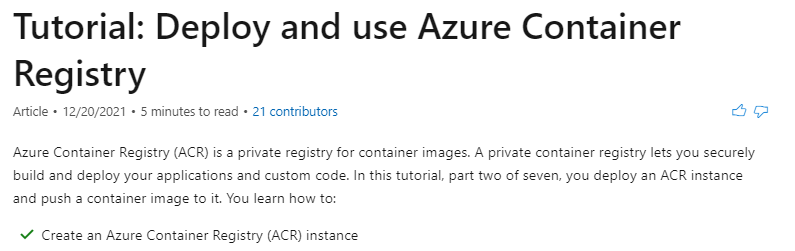 Tutorial: Deploy and use Azure Container
Registry
Article • 12/20/2021 • 5 minutes to read • 21 contributors
Azure Container Registry (ACR) is a private registry for container images. A private container registry lets you securely
build and deploy your applications and custom code. In this tutorial, part two of seven, you deploy an ACR instance
and push a container image to it. You learn how to:
Create an Azure Container Registry (ACR) instance